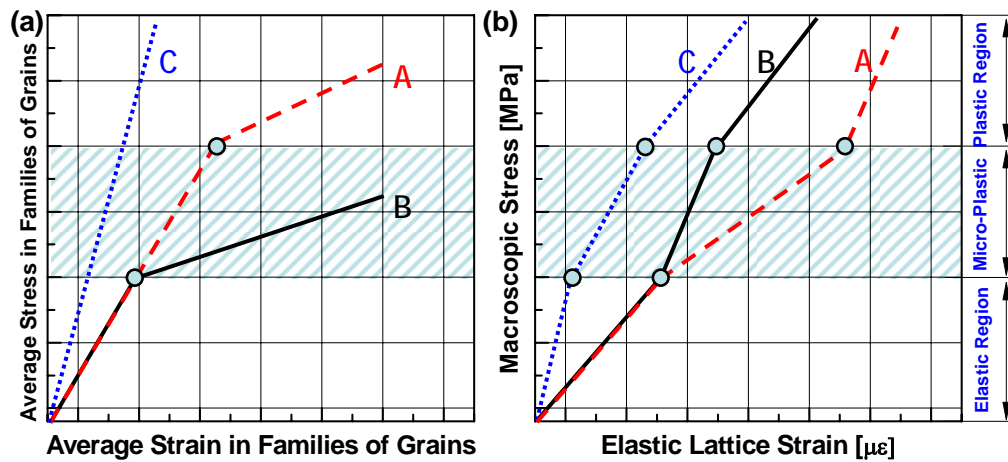 (a)
Average Stress in Families of Grains
C
A
B
Average Strain in Families of Grains
(b)
Macroscopic Stress [MPa]
C
B
A
Elastic Lattice Strain [με]
Plastic Region
Micro-Plastic
Elastic Region